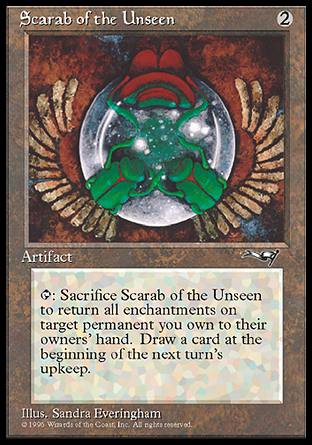 Scarab of the Unseen 2
Artifact
: Sacrifice Scarab of the Unseen
to return all enchantments on
target permanent you own to their
owners' hand. Draw a card at the
beginning of the next turn's
upkeep.
Illus. Sandra Everingham
© 1996 Wizards of the Coast, Inc. All rights reserved.